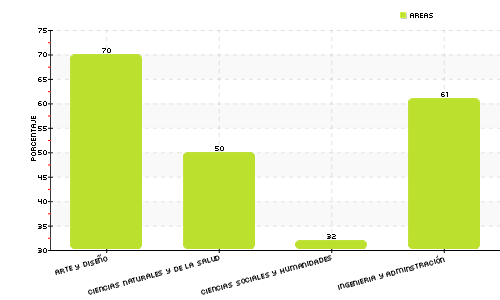 AREAS
PORCENTAJE
75
70
65
60
55
50
45
40
35
30
70
50
32
61
ARTE Y DISEÑO
CIENCIAS NATURALES Y DE LA SALUD
CIENCIAS SOCIALES Y HUMANIDADES
INGENIERIA Y ADMINSTRACIÓN